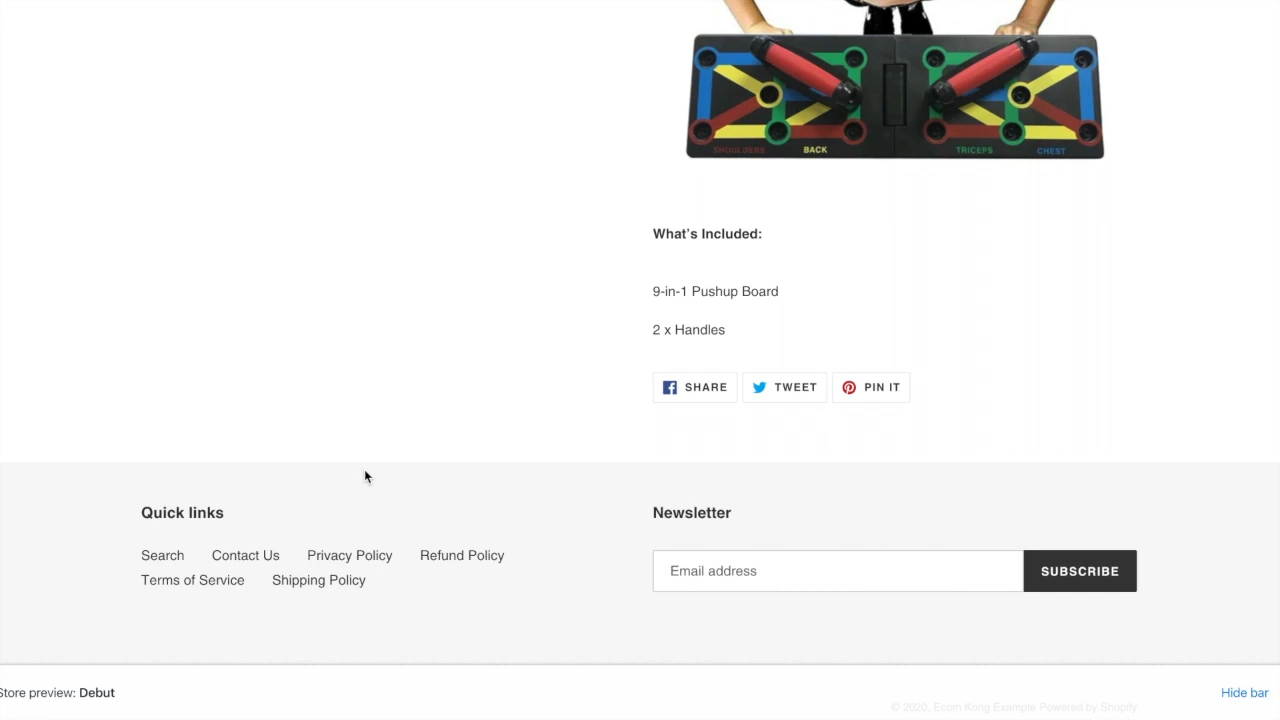 SHOULDERS BACK TRICEPS CHEST
What's Included:
9-in-1 Pushup Board
2 x Handles
SHARE TWEET PIN IT
Quick links
Search Contact Us Privacy Policy Refund Policy
Terms of Service Shipping Policy
Newsletter
Email address SUBSCRIBE
Store preview: Debut
Hide bar
© 2020, Ecom Kong Example Powered by Shopify